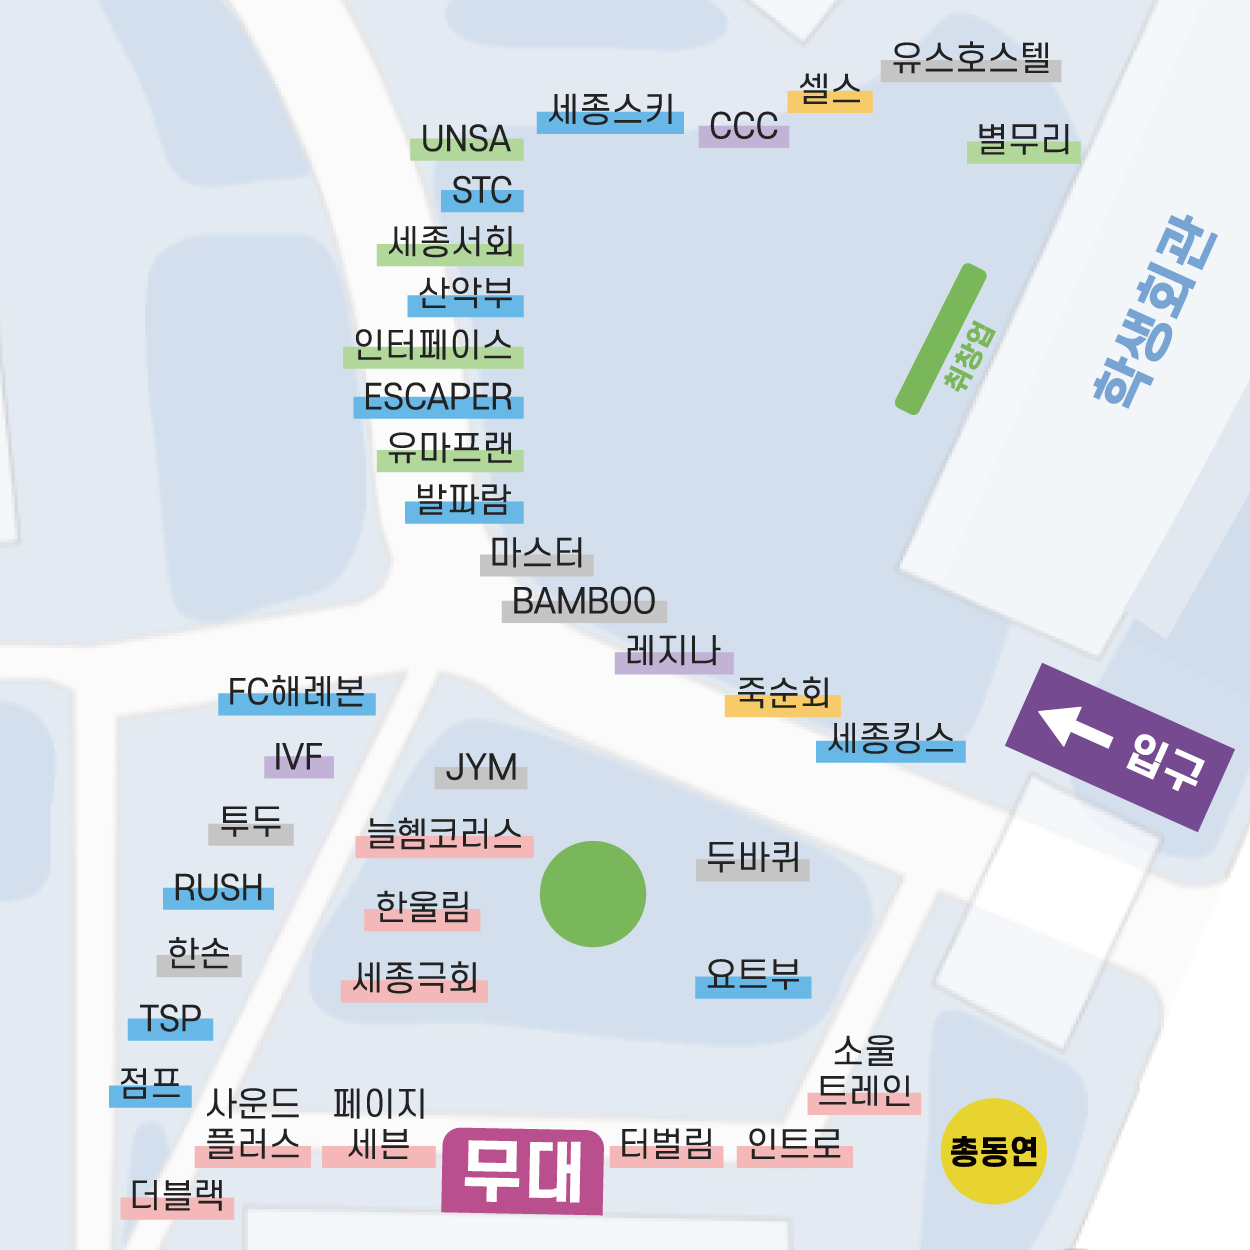 유스호스텔
셀스
세종스키
CCC
UNSA
별무리
STC
세종서회
산악부
인터페이스
ESCAPER
유마프랜
발파람
학생회관
취창업
마스터
BAMBOO
레지나
죽순회
세종킹스
입구
FC해레본
IVF
JYM
투두
늘혬코러스
두바퀴
RUSH
한울림
한손
세종극회
요트부
TSP
점프
소울
트레인
사운드
플러스
페이지
세븐
무대
터벌림
인트로
총동연
더블랙